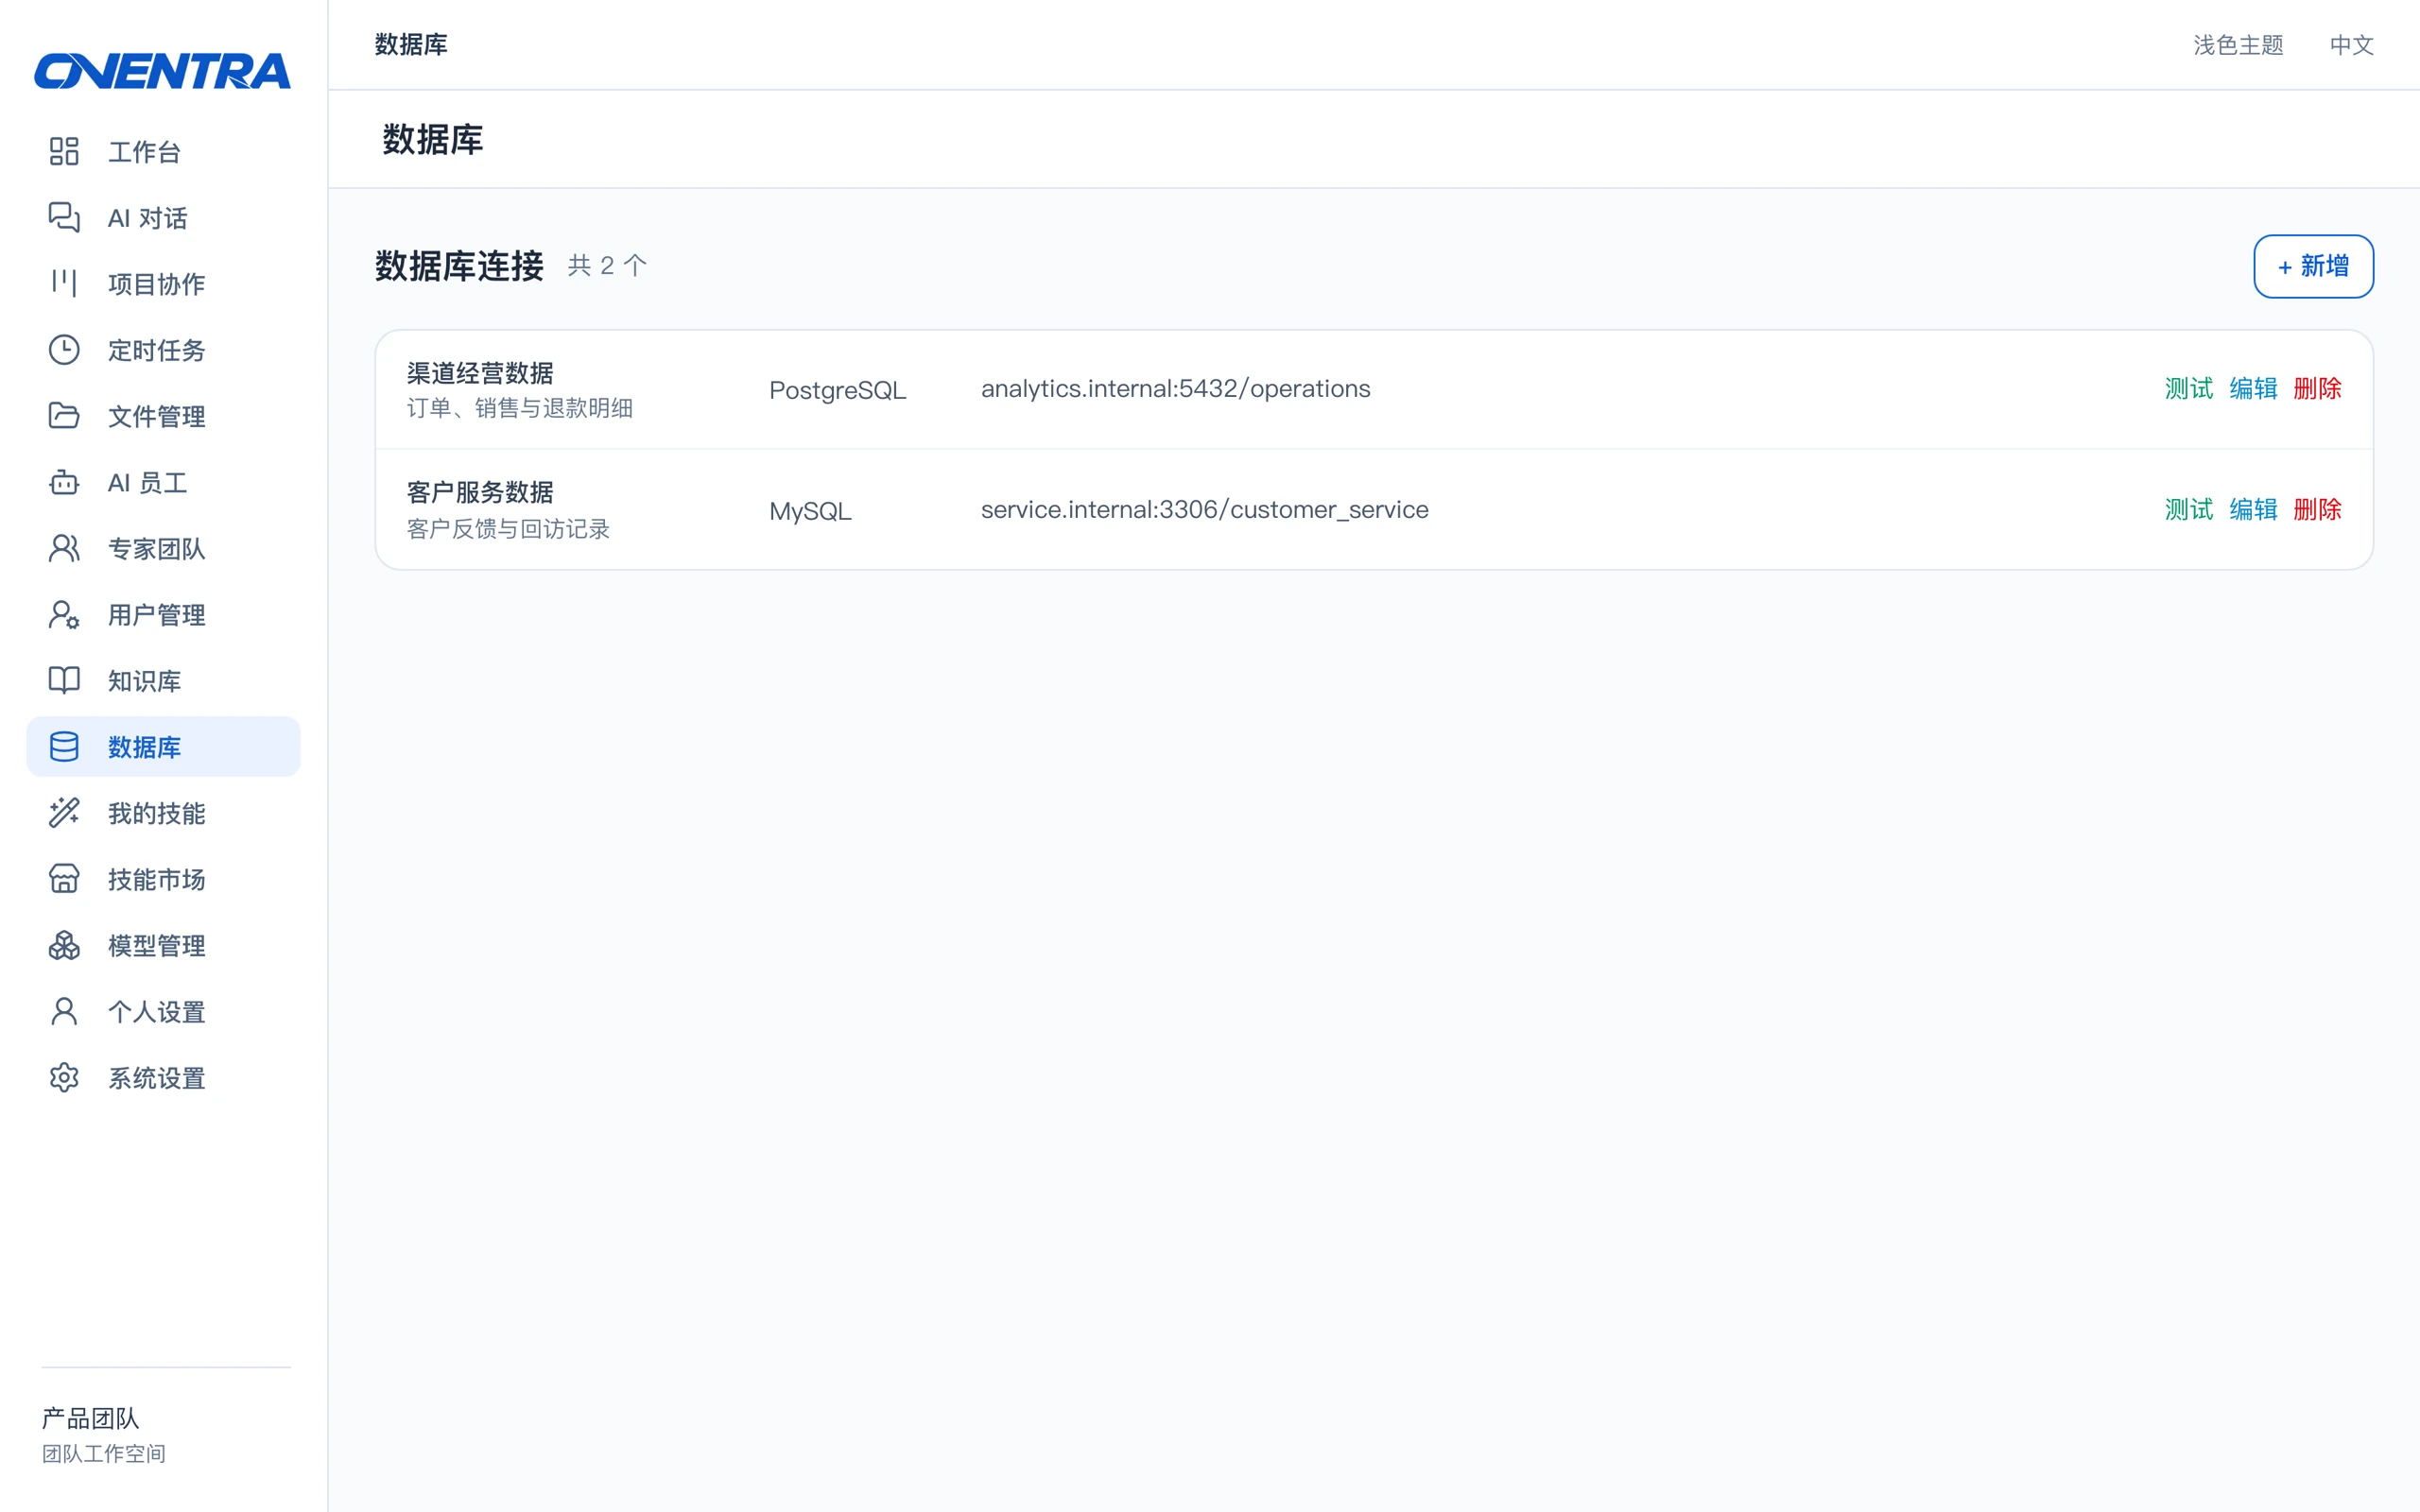 ONENTRA
工作台
AI 对话
项目协作
定时任务
文件管理
AI 员工
专家团队
用户管理
知识库
数据库
我的技能
技能市场
模型管理
个人设置
系统设置
产品团队
团队工作空间
数据库
浅色主题 中文
数据库
数据库连接 共 2 个
+ 新增
渠道经营数据
订单、销售与退款明细
PostgreSQL
analytics.internal:5432/operations
测试 编辑 删除
客户服务数据
客户反馈与回访记录
MySQL
service.internal:3306/customer_service
测试 编辑 删除